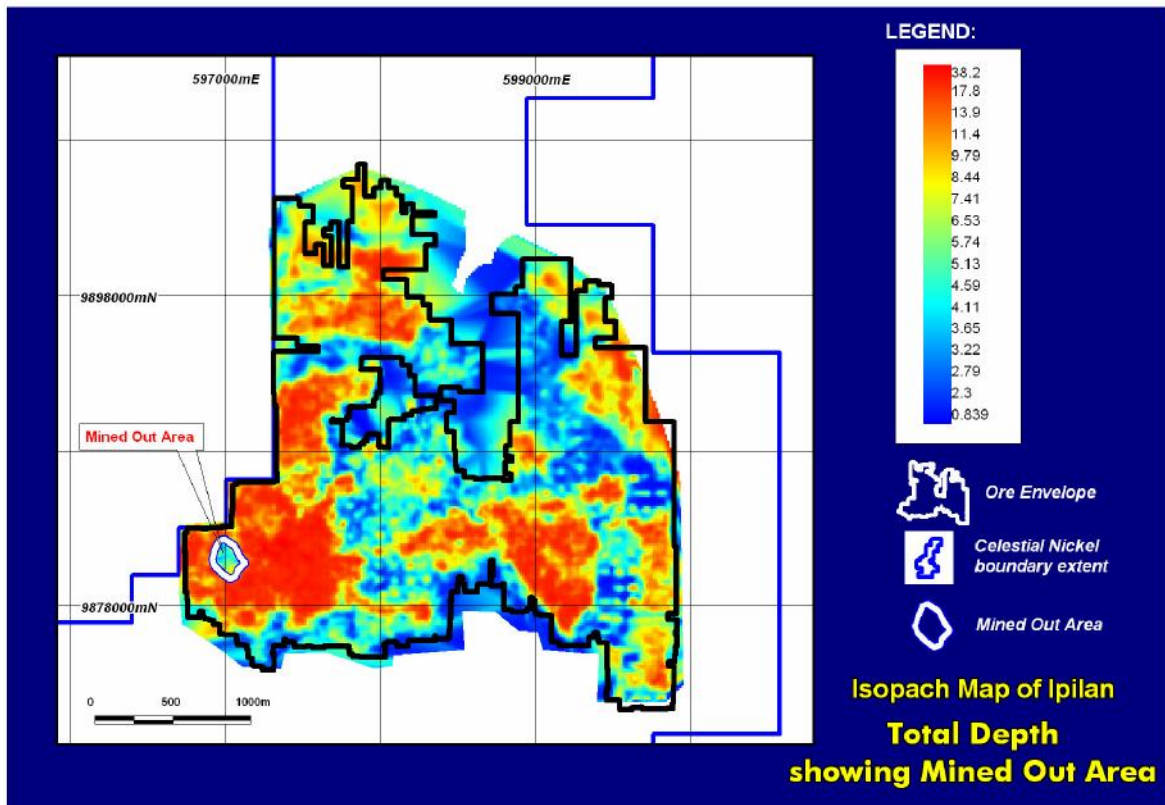 LEGEND:
597000mE
599000mE
38.2
17.8
13.9
11.4
9.79
8.44
7.41
6.53
5.74
5.13
4.59
4.11
3.65
3.22
2.79
2.3
0.839
9898000mN
Mined Out Area
Ore Envelope
Celestial Nickel
boundary extent
9878000mN
Mined Out Area
0 500 1000m
Isopach Map of Ipilan
Total Depth
showing Mined Out Area